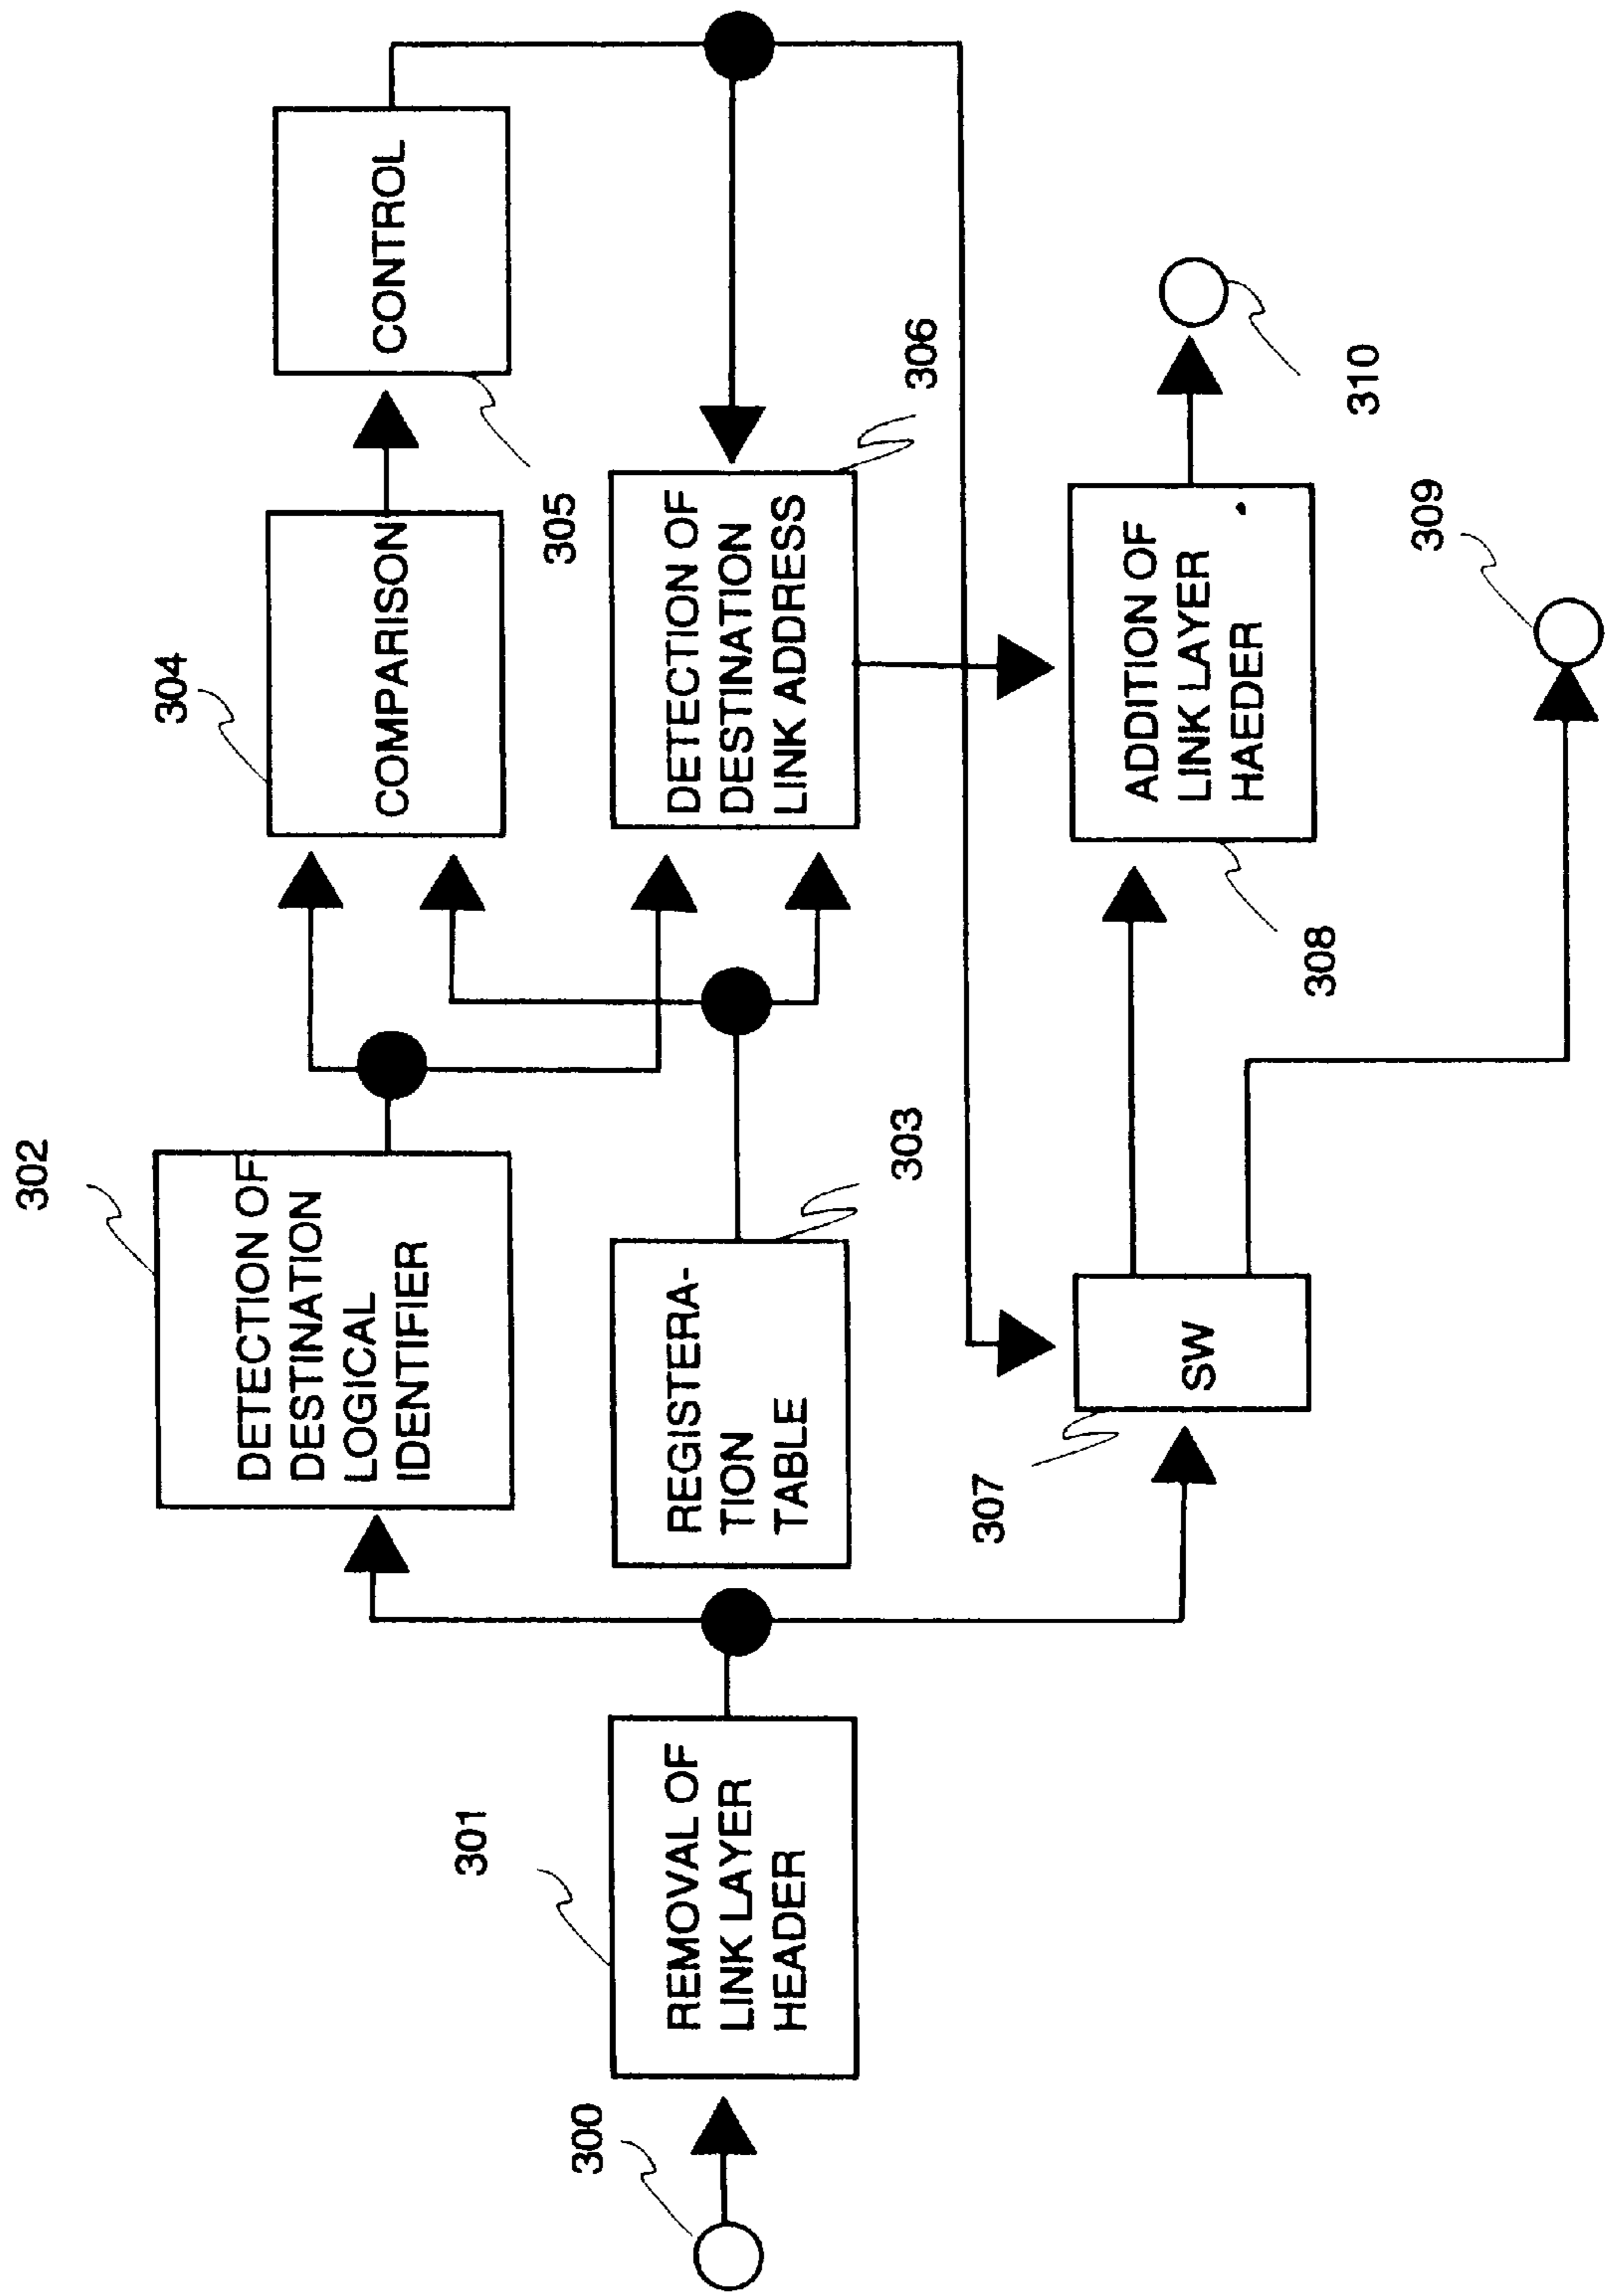 302
DETECTION OF
DESTINATION
LOGICAL
IDENTIFIER
304
COMPARISON
CONTROL
305
301
REMOVAL OF
LINK LAYER
HEADER
300
REGISTERA-
TION
TABLE
303
DETECTION OF
DESTINATION
LINK ADDRESS
306
307
SW
ADDITION OF
LINK LAYER
HAEDER
308
310
309